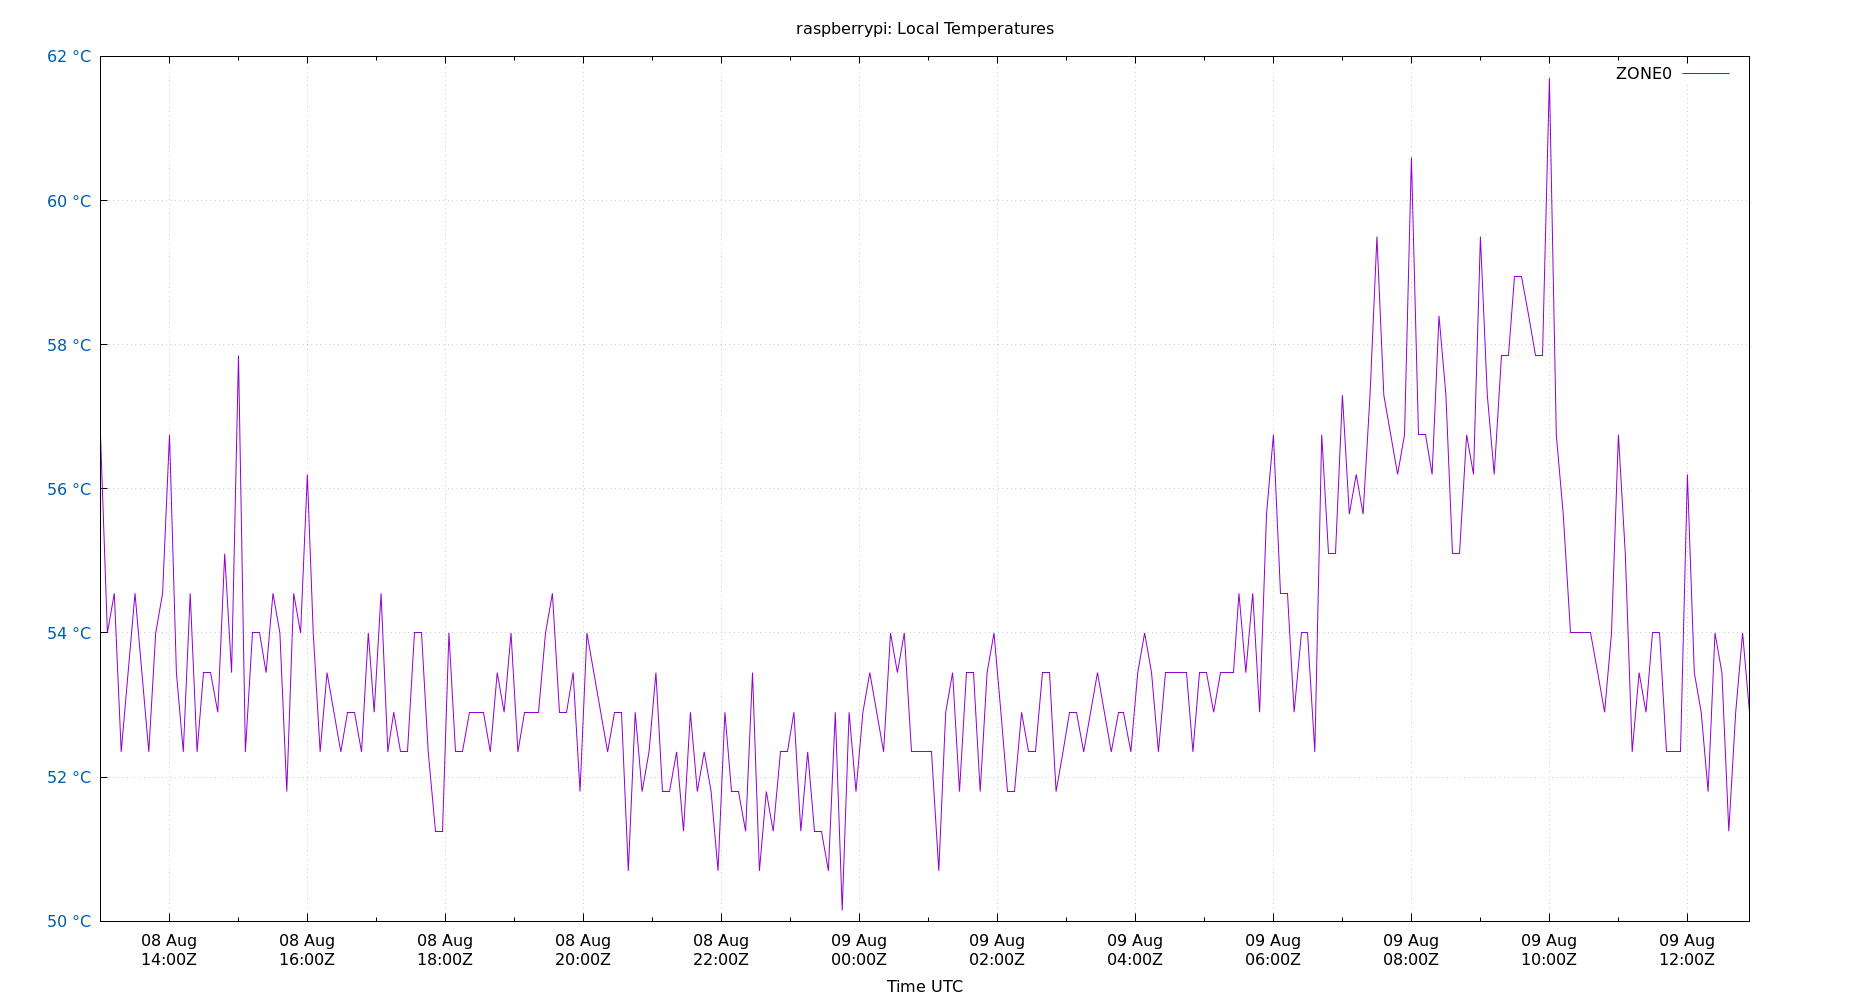 raspberrypi: Local Temperatures
62 °C
ZONE0
60 °C
58 °C
56 °C
54 °C
52 °C
50 °C
08 Aug 08 Aug 08 Aug 08 Aug 08 Aug 09 Aug 09 Aug 09 Aug 09 Aug 09 Aug 09 Aug 09 Aug
14:00Z 16:00Z 18:00Z 20:00Z 22:00Z 00:00Z 02:00Z 04:00Z 06:00Z 08:00Z 10:00Z 12:00Z
Time UTC